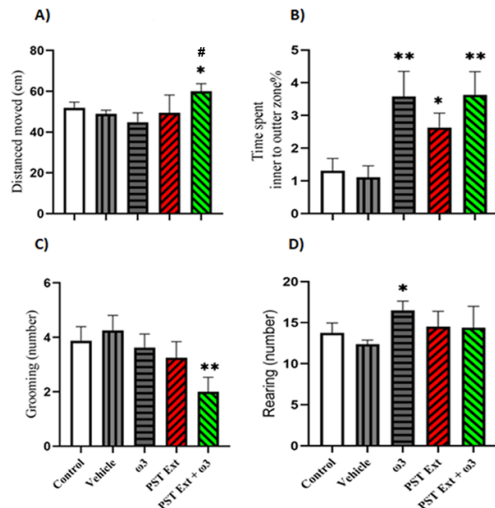 A)
Distanced moved (cm)
80
60
40
20
0
#
*
B)
Time spent
inner to outter zone%
5
4
3
2
1
0
**
*
**
C)
Grooming (number)
6
4
2
0
**
Control
Vehicle
ω3
PST Ext
PST Ext + ω3
D)
Rearing (number)
20
15
10
5
0
*
Control
Vehicle
ω3
PST Ext
PST Ext + ω3